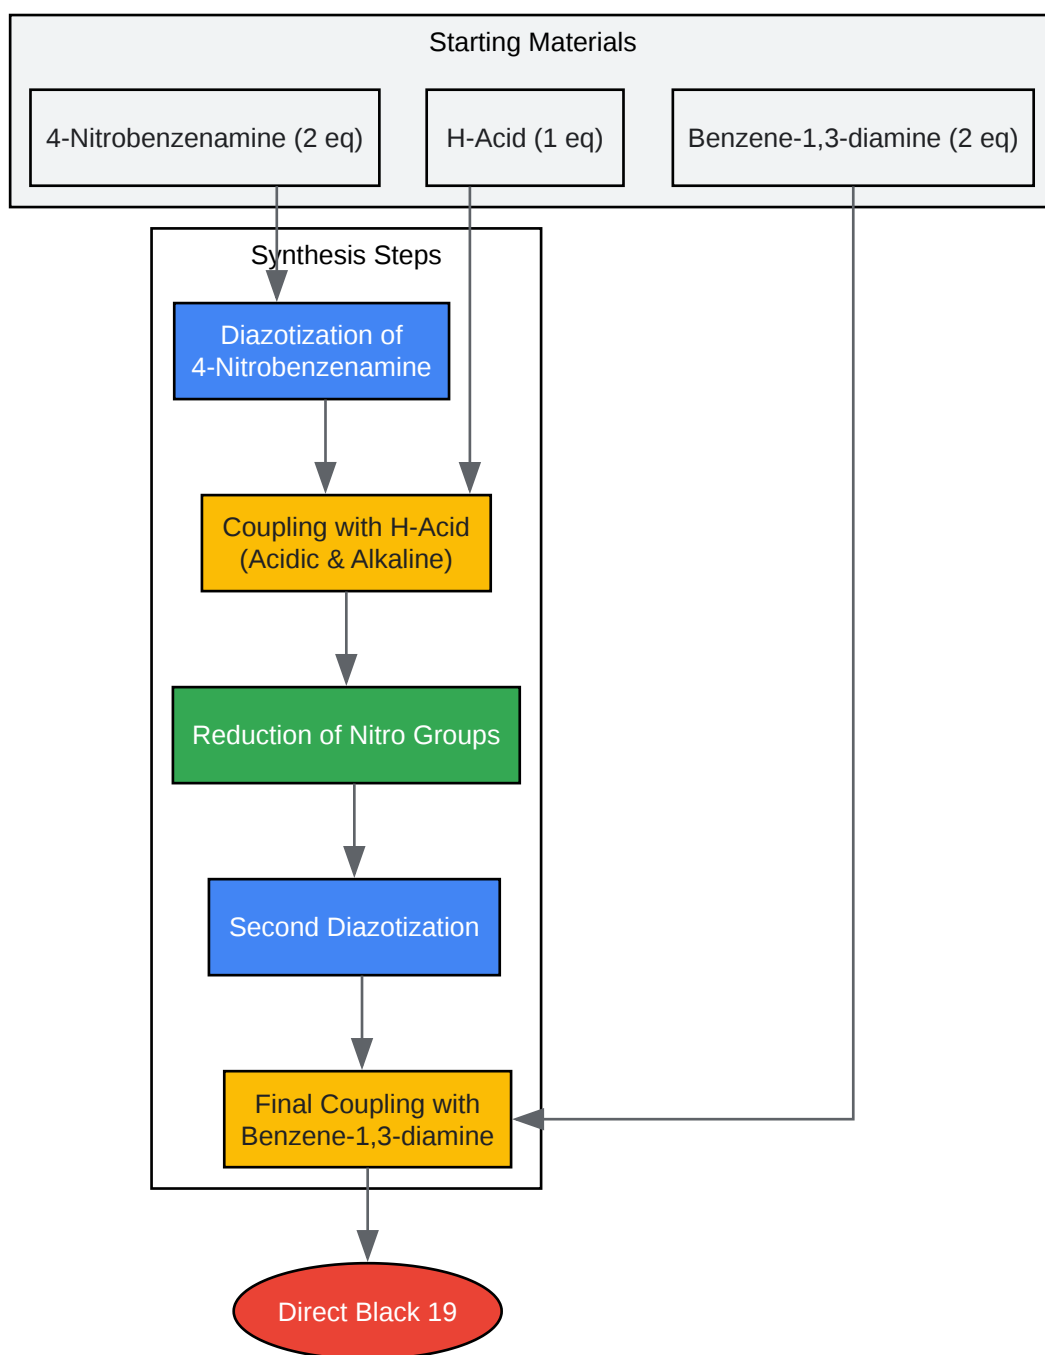 Starting Materials
4-Nitrobenzenamine (2 eq)
H-Acid (1 eq)
Benzene-1,3-diamine (2 eq)
Synthesis Steps
Diazotization of
4-Nitrobenzenamine
Coupling with H-Acid
(Acidic & Alkaline)
Reduction of Nitro Groups
Second Diazotization
Final Coupling with
Benzene-1,3-diamine
Direct Black 19